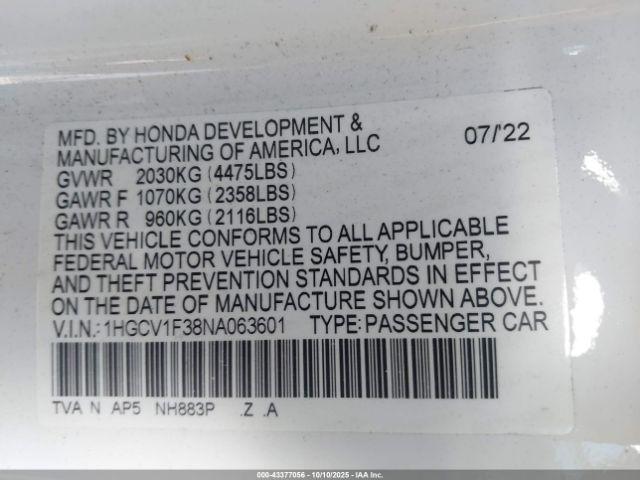 MFD. BY HONDA DEVELOPMENT & 07/'22
MANUFACTURING OF AMERICA, LLC
GVWR 2030KG (4475LBS)
GAWR F 1070KG (2358LBS)
GAWR R 960KG (2116LBS)
THIS VEHICLE CONFORMS TO ALL APPLICABLE
FEDERAL MOTOR VEHICLE SAFETY, BUMPER,
AND THEFT PREVENTION STANDARDS IN EFFECT
ON THE DATE OF MANUFACTURE SHOWN ABOVE.
V.I.N.: 1HGCV1F38NA063601 TYPE: PASSENGER CAR
TVA N AP5 NH883P .Z .A
000-43377056 - 10/10/2025 - IAA, Inc.